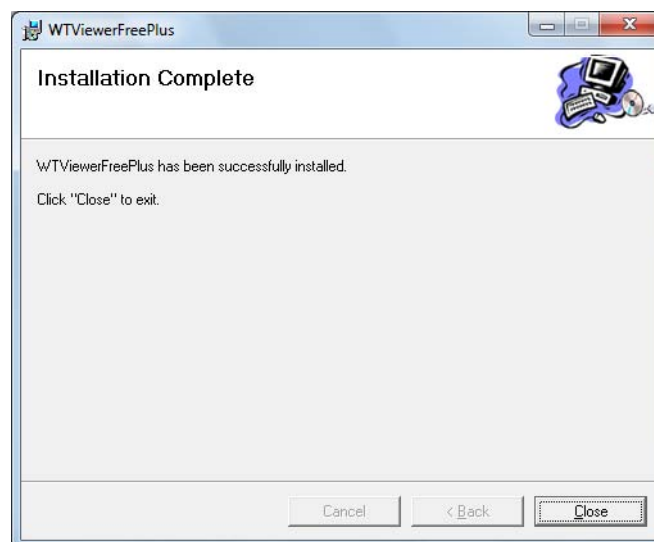 WTViewerFreePlus
Installation Complete
WTViewerFreePlus has been successfully installed.
Click "Close" to exit.
Cancel
< Back
Close